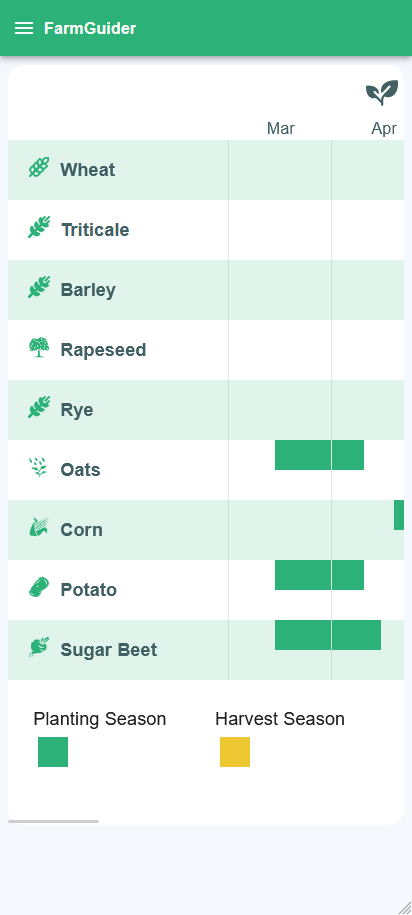 FarmGuider
Mar Apr
Wheat
Triticale
Barley
Rapeseed
Rye
Oats
Corn
Potato
Sugar Beet
Planting Season Harvest Season